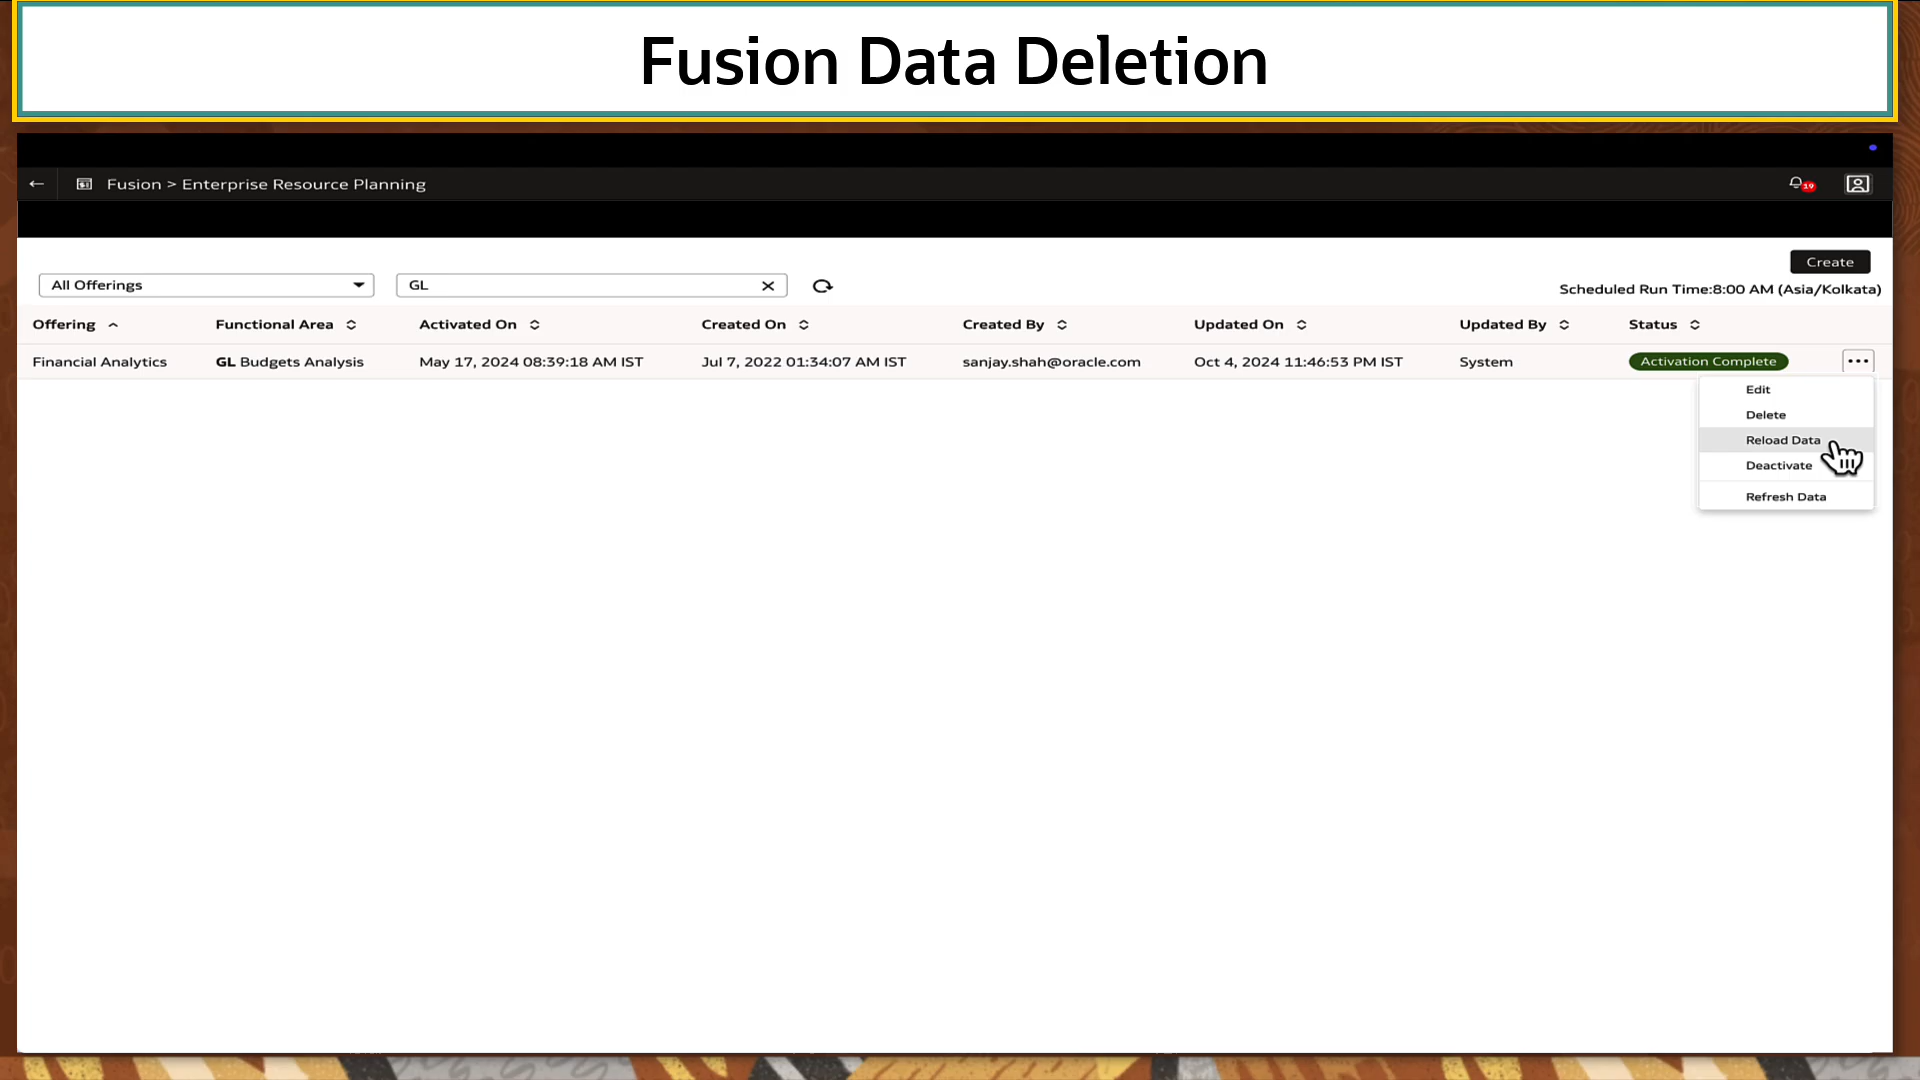 Fusion Data Deletion
Fusion > Enterprise Resource Planning
19
Create
All Offerings
GL
Scheduled Run Time:8:00 AM (Asia/Kolkata)
Offering Functional Area Activated On Created On Created By Updated On Updated By Status
Financial Analytics GL Budgets Analysis May 17, 2024 08:39:18 AM IST Jul 7, 2022 01:34:07 AM IST sanjay.shah@oracle.com Oct 4, 2024 11:46:53 PM IST System Activation Complete
Edit
Delete
Reload Data
Deactivate
Refresh Data